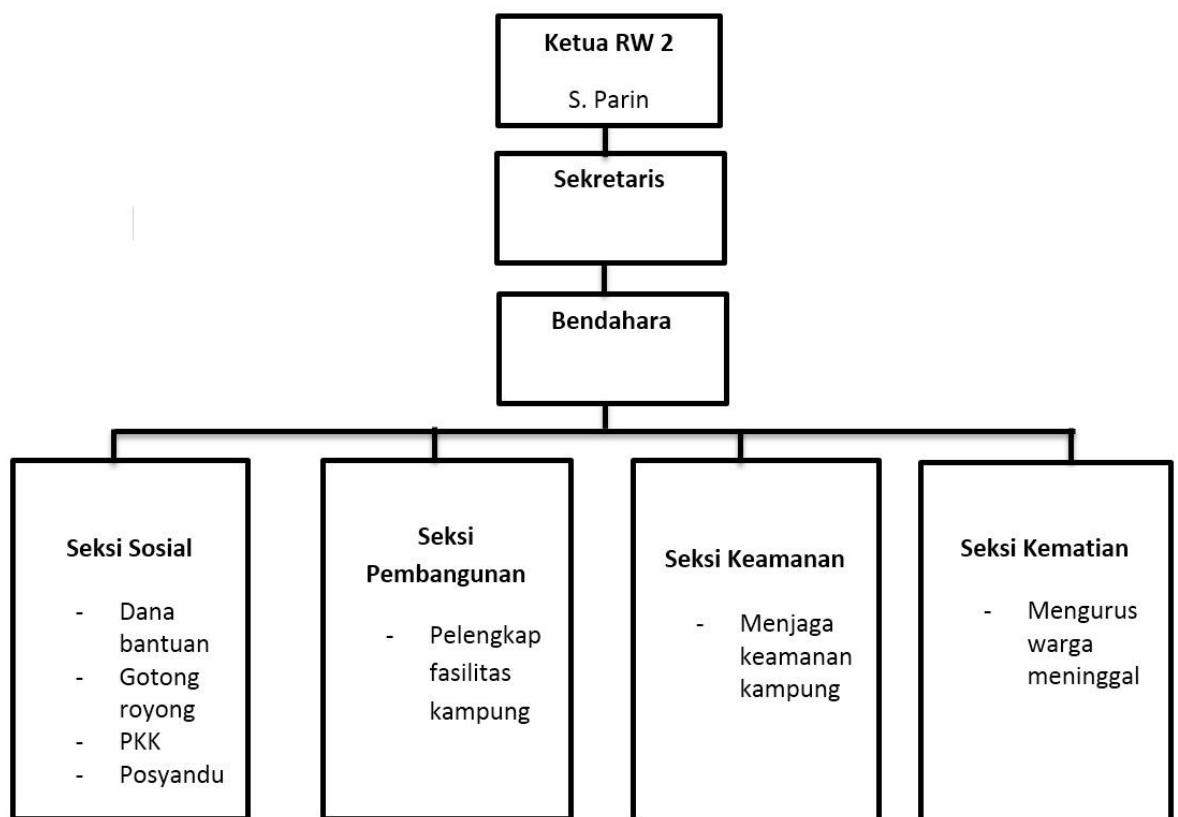 Ketua RW 2
S. Parin
Sekretaris
Bendahara
Seksi Sosial
- Dana
bantuan
- Gotong
royong
- PKK
- Posyandu
Seksi
Pembangunan
- Pelengkap
fasilitas
kampung
Seksi Keamanan
- Menjaga
keamanan
kampung
Seksi Kematian
- Mengurus
warga
meninggal